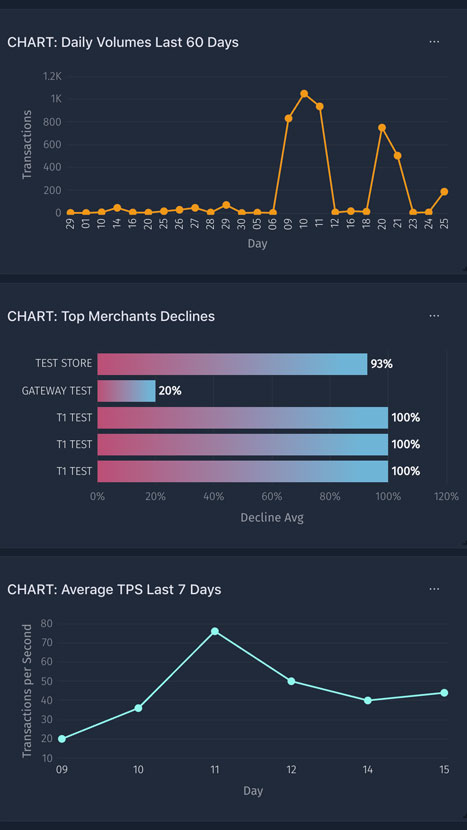 CHART: Daily Volumes Last 60 Days
...
1.2K
1K
800
600
400
200
0
Transactions
29 01 10 14 16 20 25 26 27 28 29 30 05 06 09 10 11 12 16 18 20 21 23 24 25
Day
CHART: Top Merchants Declines
...
TEST STORE 93%
GATEWAY TEST 20%
T1 TEST 100%
T1 TEST 100%
T1 TEST 100%
0% 20% 40% 60% 80% 100% 120%
Decline Avg
CHART: Average TPS Last 7 Days
...
80
70
60
50
40
30
20
10
Transactions per Second
09 10 11 12 14 15
Day